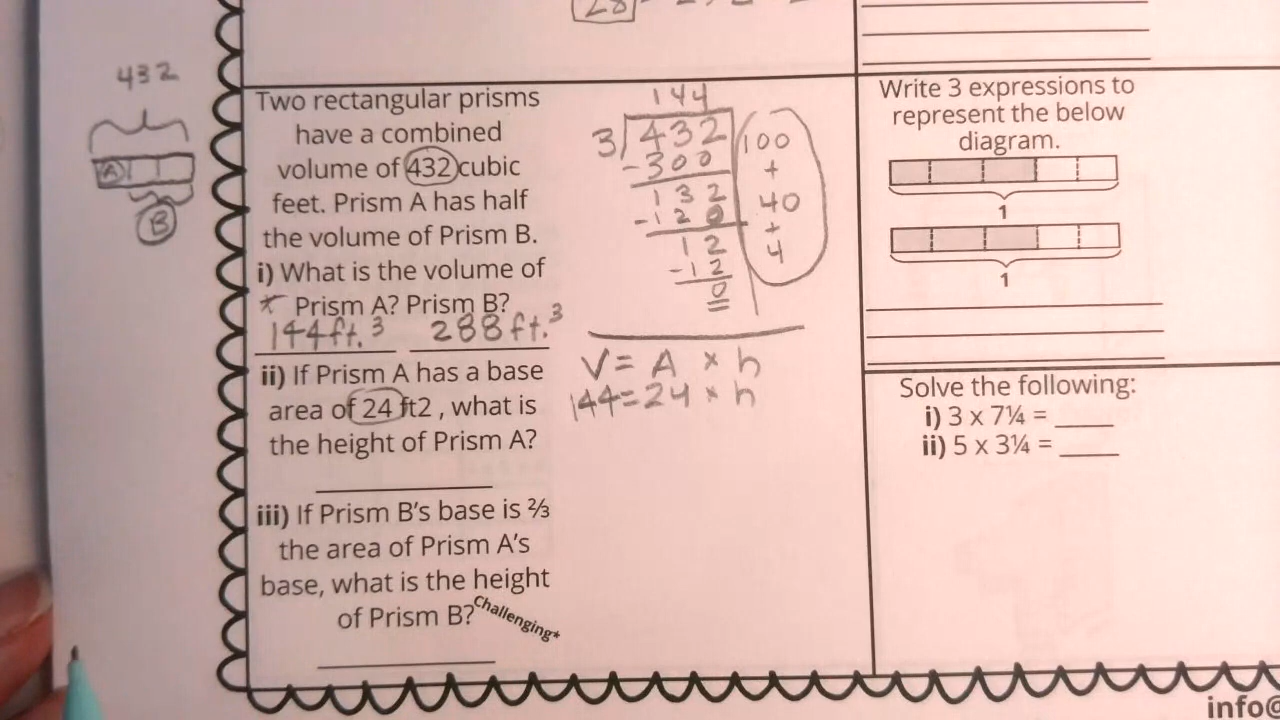 28
432
A
B
Two rectangular prisms
have a combined
volume of 432 cubic
feet. Prism A has half
the volume of Prism B.
i) What is the volume of
* Prism A? Prism B?
144ft.³ 288ft.³
ii) If Prism A has a base
area of 24 ft2 , what is
the height of Prism A?
iii) If Prism B's base is ⅔
the area of Prism A's
base, what is the height
of Prism B? Challenging*
144
3 432
-300
132
-120
12
-12
0
100
+
40
+
4
V = A × h
144=24 × h
Write 3 expressions to
represent the below
diagram.
1
1
Solve the following:
i) 3 x 7¼ = ____
ii) 5 x 3¼ = ____
info@